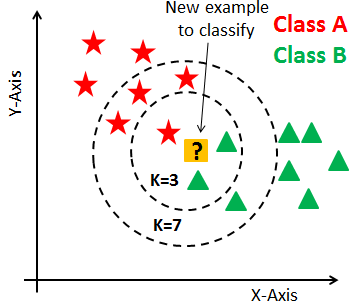 New example
to classify
Class A
Class B
Y-Axis
?
K=3
K=7
X-Axis